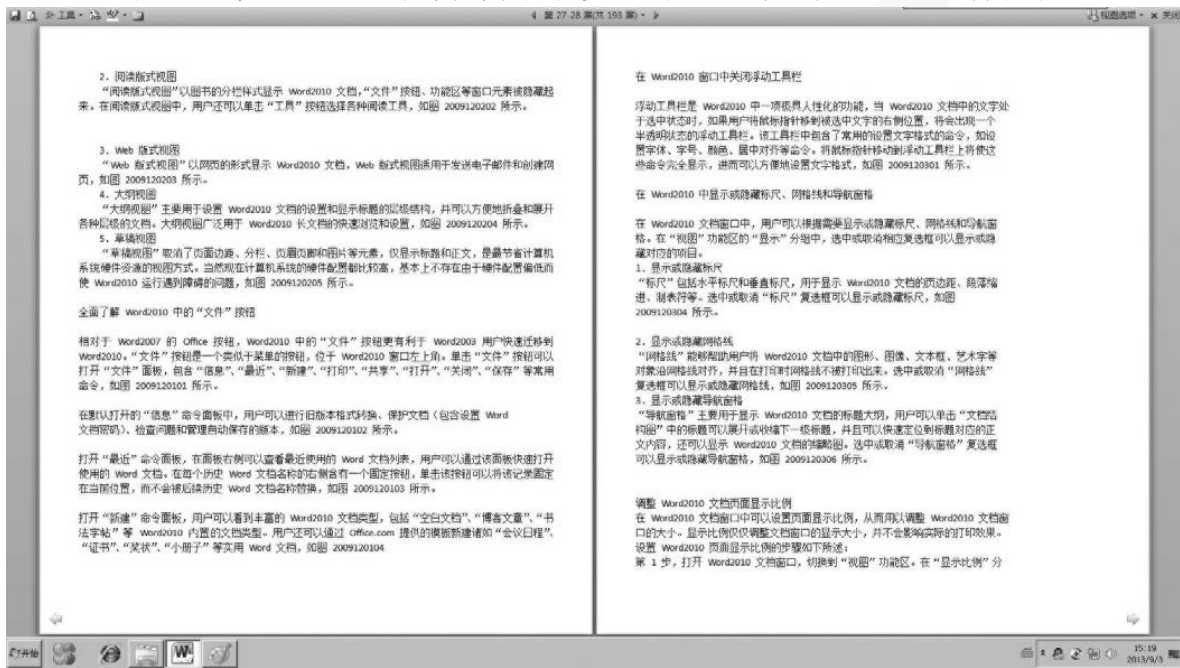 工具
第 27-28 屏(共 193 屏)
视图选项
关闭
2. 阅读版式视图
“阅读版式视图”以图书的分栏样式显示 Word2010 文档,“文件”按钮、功能区等窗口元素被隐藏起
来。在阅读版式视图中,用户还可以单击“工具”按钮选择各种阅读工具,如图 2009120202 所示。
3. Web 版式视图
“Web 版式视图”以网页的形式显示 Word2010 文档,Web 版式视图适用于发送电子邮件和创建网
页,如图 2009120203 所示。
4. 大纲视图
“大纲视图”主要用于设置 Word2010 文档的设置和显示标题的层级结构,并可以方便地折叠和展开
各种层级的文档。大纲视图广泛用于 Word2010 长文档的快速浏览和设置,如图 2009120204 所示。
5. 草稿视图
“草稿视图”取消了页面边距、分栏、页眉页脚和图片等元素,仅显示标题和正文,是最节省计算机
系统硬件资源的视图方式。当然现在计算机系统的硬件配置都比较高,基本上不存在由于硬件配置偏低而
使 Word2010 运行遇到障碍的问题,如图 2009120205 所示。
全面了解 Word2010 中的“文件”按钮
相对于 Word2007 的 Office 按钮,Word2010 中的“文件”按钮更有利于 Word2003 用户快速迁移到
Word2010。“文件”按钮是一个类似于菜单的按钮,位于 Word2010 窗口左上角。单击“文件”按钮可以
打开“文件”面板,包含“信息”、“最近”、“新建”、“打印”、“共享”、“打开”、“关闭”、“保存”等常用
命令,如图 2009120101 所示。
在默认打开的“信息”命令面板中,用户可以进行旧版本格式转换、保护文档(包含设置 Word
文档密码)、检查问题和管理自动保存的版本,如图 2009120102 所示。
打开“最近”命令面板,在面板右侧可以查看最近使用的 Word 文档列表,用户可以通过该面板快速打开
使用的 Word 文档。在每个历史 Word 文档名称的右侧含有一个固定按钮,单击该按钮可以将该记录固定
在当前位置,而不会被后续历史 Word 文档名称替换,如图 2009120103 所示。
打开“新建”命令面板,用户可以看到丰富的 Word2010 文档类型,包括“空白文档”、“博客文章”、“书
法字帖”等 Word2010 内置的文档类型。用户还可以通过 Office.com 提供的模板新建诸如“会议日程”、
“证书”、“奖状”、“小册子”等实用 Word 文档,如图 2009120104
在 Word2010 窗口中关闭浮动工具栏
浮动工具栏是 Word2010 中一项极具人性化的功能,当 Word2010 文档中的文字处
于选中状态时,如果用户将鼠标指针移到被选中文字的右侧位置,将会出现一个
半透明状态的浮动工具栏。该工具栏中包含了常用的设置文字格式的命令,如设
置字体、字号、颜色、居中对齐等命令。将鼠标指针移动到浮动工具栏上将使这
些命令完全显示,进而可以方便地设置文字格式,如图 2009120301 所示。
在 Word2010 中显示或隐藏标尺、网格线和导航窗格
在 Word2010 文档窗口中,用户可以根据需要显示或隐藏标尺、网格线和导航窗
格。在“视图”功能区的“显示”分组中,选中或取消相应复选框可以显示或隐
藏对应的项目。
1. 显示或隐藏标尺
“标尺”包括水平标尺和垂直标尺,用于显示 Word2010 文档的页边距、段落缩
进、制表符等。选中或取消“标尺”复选框可以显示或隐藏标尺,如图
2009120304 所示。
2. 显示或隐藏网格线
“网格线”能够帮助用户将 Word2010 文档中的图形、图像、文本框、艺术字等
对象沿网格线对齐,并且在打印时网格线不被打印出来。选中或取消“网格线”
复选框可以显示或隐藏网格线,如图 2009120305 所示。
3. 显示或隐藏导航窗格
“导航窗格”主要用于显示 Word2010 文档的标题大纲,用户可以单击“文档结
构图”中的标题可以展开或收缩下一级标题,并且可以快速定位到标题对应的正
文内容,还可以显示 Word2010 文档的缩略图。选中或取消“导航窗格”复选框
可以显示或隐藏导航窗格,如图 2009120306 所示。
调整 Word2010 文档页面显示比例
在 Word2010 文档窗口中可以设置页面显示比例,从而用以调整 Word2010 文档窗
口的大小。显示比例仅仅调整文档窗口的显示大小,并不会影响实际的打印效果。
设置 Word2010 页面显示比例的步骤如下所述:
第 1 步,打开 Word2010 文档窗口,切换到“视图”功能区。在“显示比例”分
开始
15:19
2013/9/3